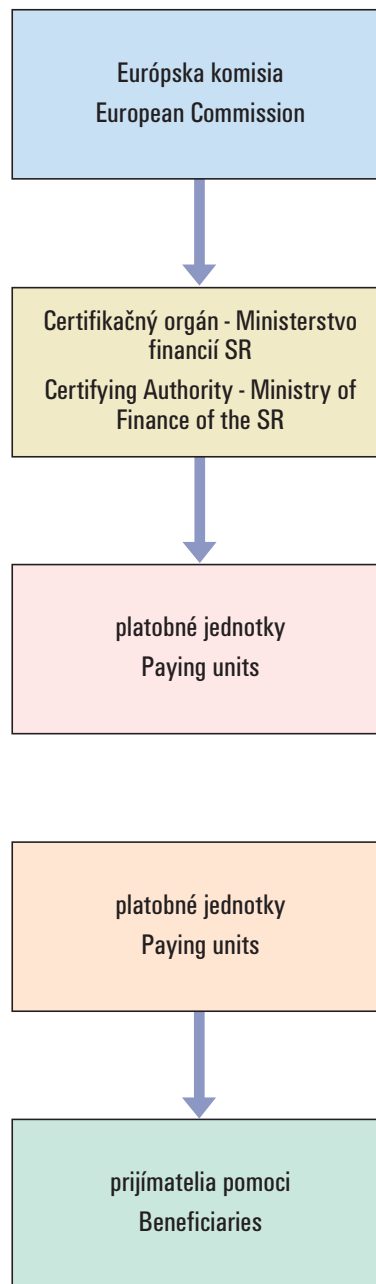 Európska komisia
European Commission
Certifikačný orgán - Ministerstvo
financií SR
Certifying Authority - Ministry of
Finance of the SR
platobné jednotky
Paying units
platobné jednotky
Paying units
prijímatelia pomoci
Beneficiaries